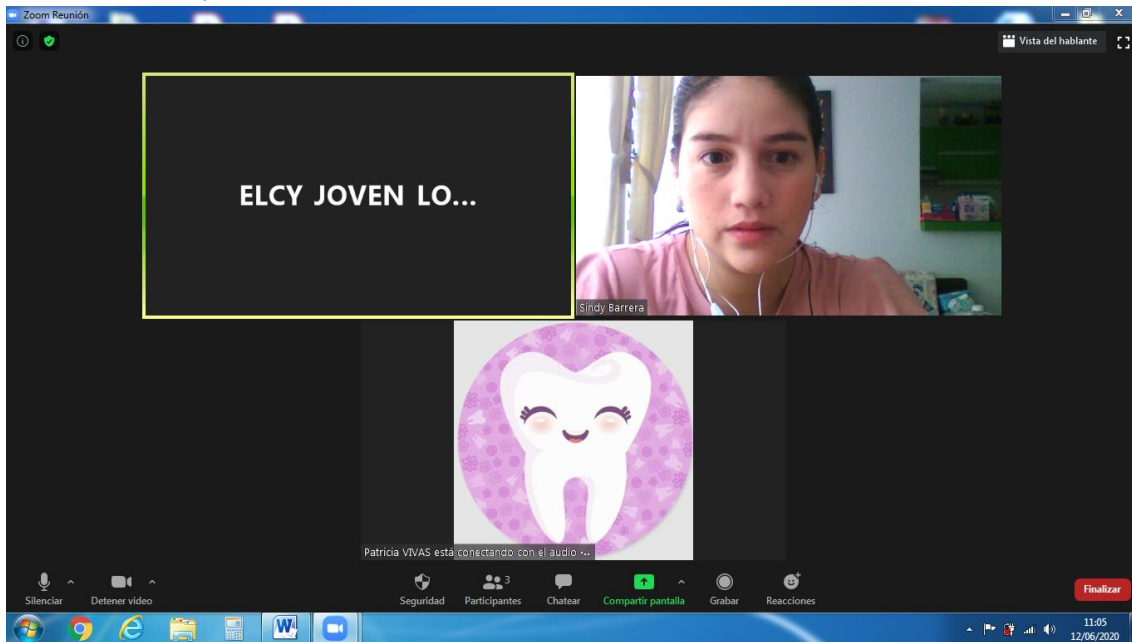 Zoom Reunión
Vista del hablante
ELCY JOVEN LO...
Sindy Barrera
Patricia VIVAS está conectando con el audio ·..
Silenciar
Detener video
Seguridad
3
Participantes
Chatear
Compartir pantalla
Grabar
Reacciones
Finalizar
11:05
12/06/2020